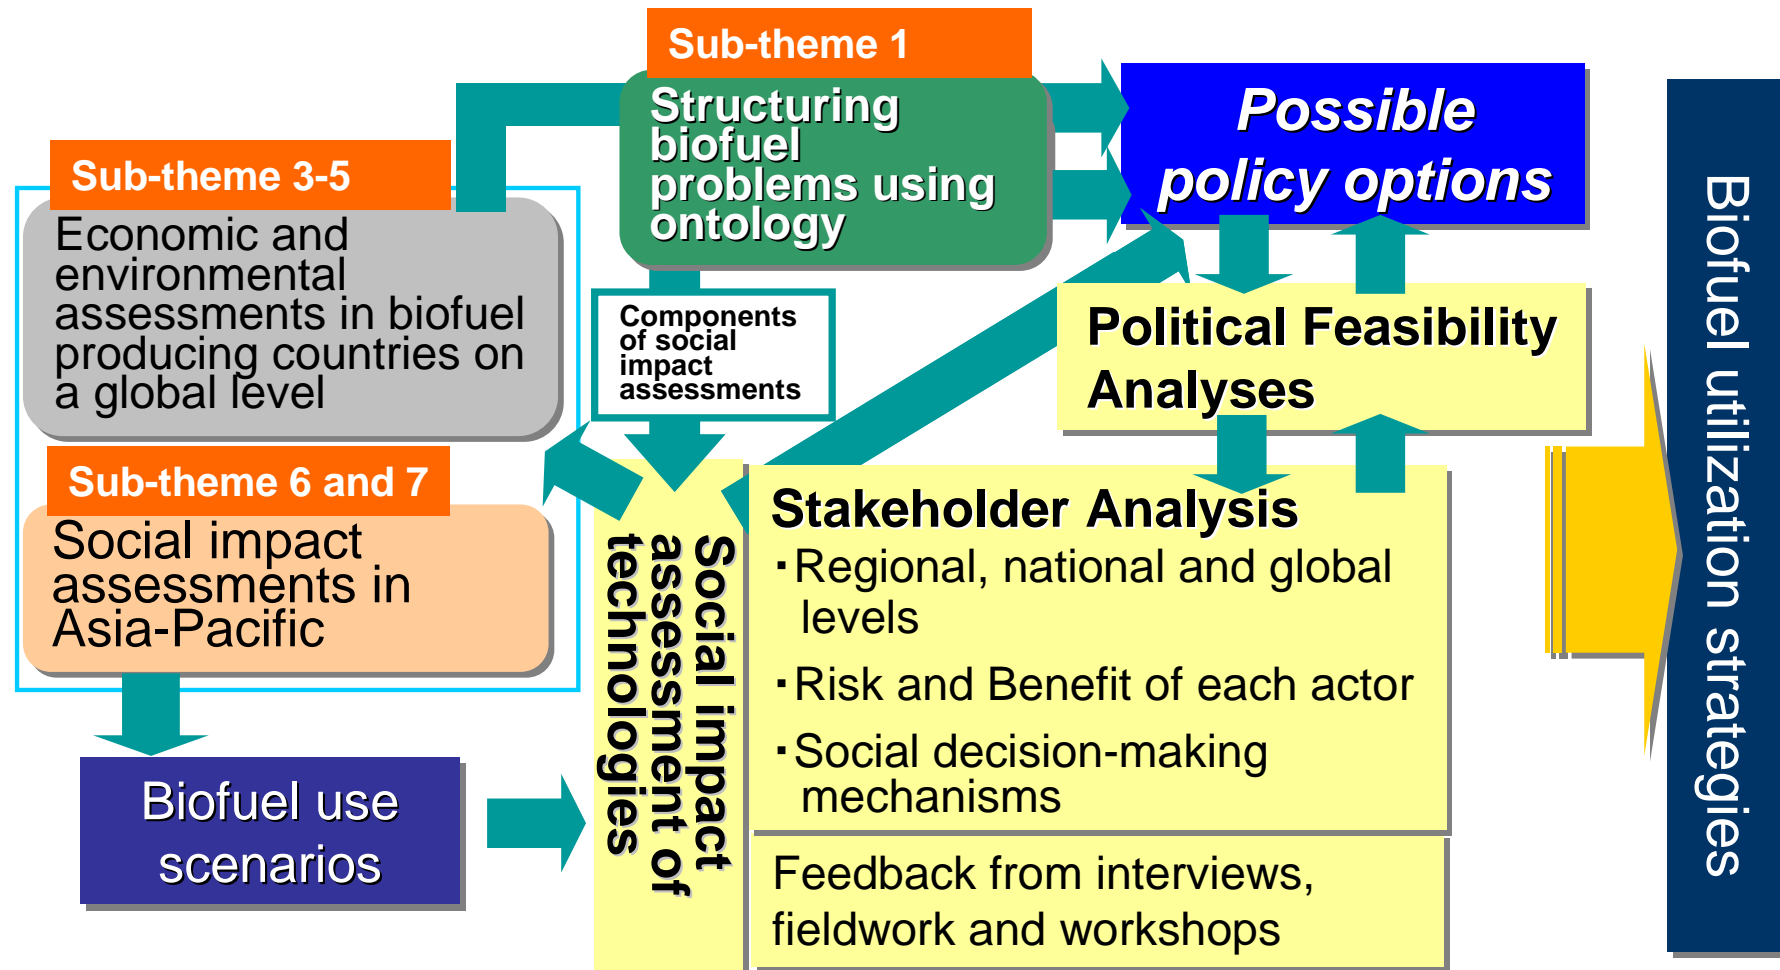 Sub-theme 1
Structuring
biofuel
problems using
ontology
Possible
policy options
Sub-theme 3-5
Economic and
environmental
assessments in biofuel
producing countries on
a global level
Components
of social
impact
assessments
Political Feasibility
Analyses
Sub-theme 6 and 7
Social impact
assessments in
Asia-Pacific
Biofuel use
scenarios
Social impact
assessment of
technologies
Stakeholder Analysis
・Regional, national and global
levels
・Risk and Benefit of each actor
・Social decision-making
mechanisms
Feedback from interviews,
fieldwork and workshops
Biofuel utilization strategies